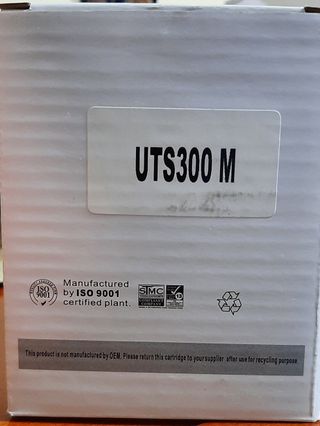 UTS300 M
ISO
9001
Manufactured
by ISO 9001
certified plant.
STMC
This product is not manufactured by OEM. Please return this cartridge to your supplier after use for recycling purpose